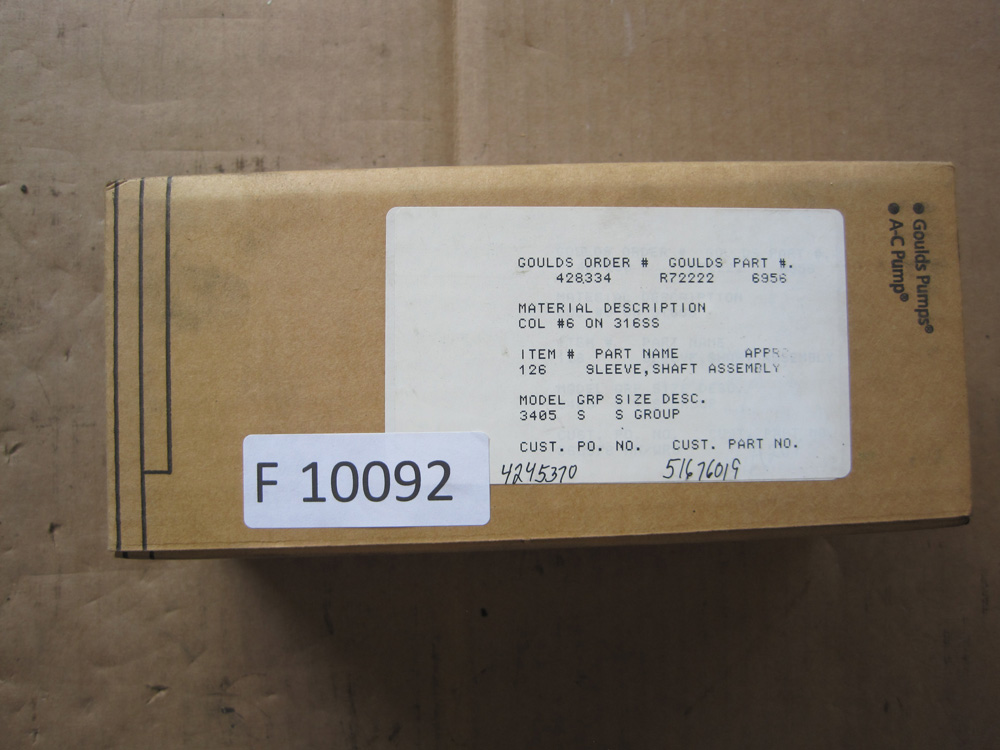 GOULDS ORDER # GOULDS PART #.
428334 R72222 6956
MATERIAL DESCRIPTION
COL #6 ON 316SS
ITEM # PART NAME
126 SLEEVE, SHAFT ASSEMBLY
MODEL GRP SIZE DESC.
3405 S S GROUP
CUST. PO. NO. CUST. PART NO.
4245370 51676019
F 10092
● Goulds Pumps®
● A-C Pump®